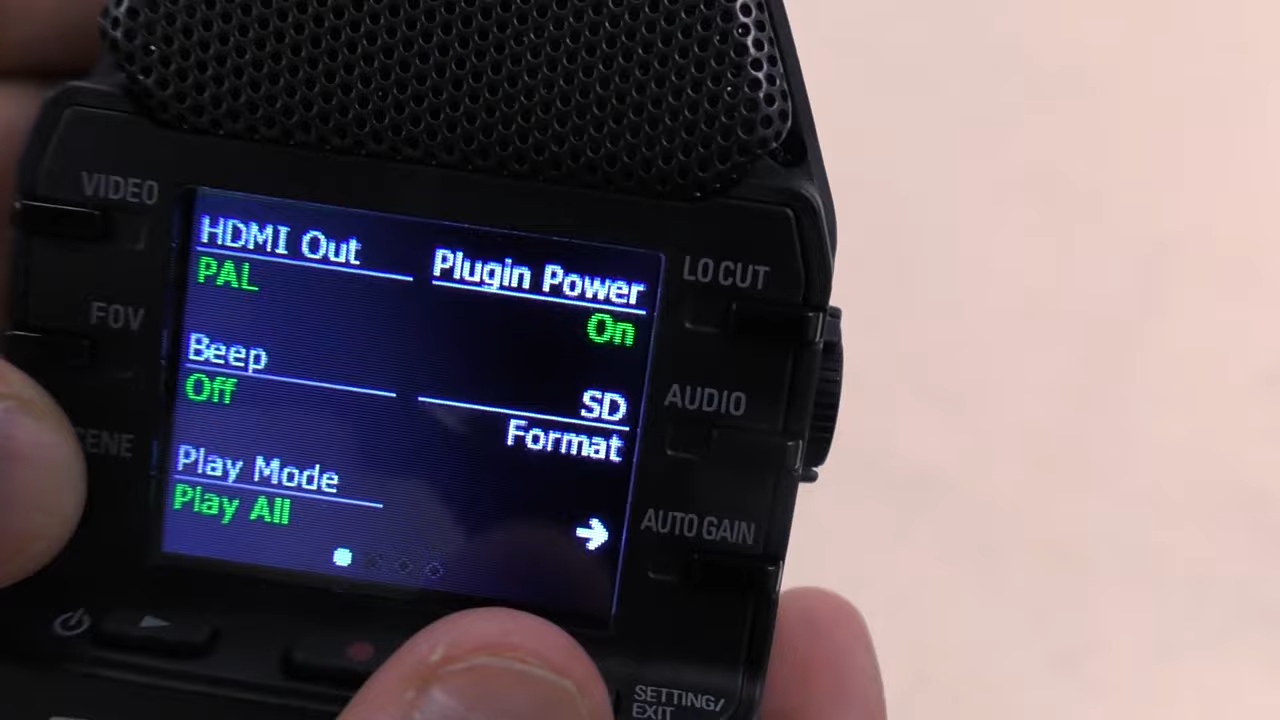 VIDEO
FOV
HDMI Out
PAL
Beep
Off
Play Mode
Play All
Plugin Power
On
SD
Format
LO CUT
AUDIO
AUTO GAIN
SETTING/
EXIT